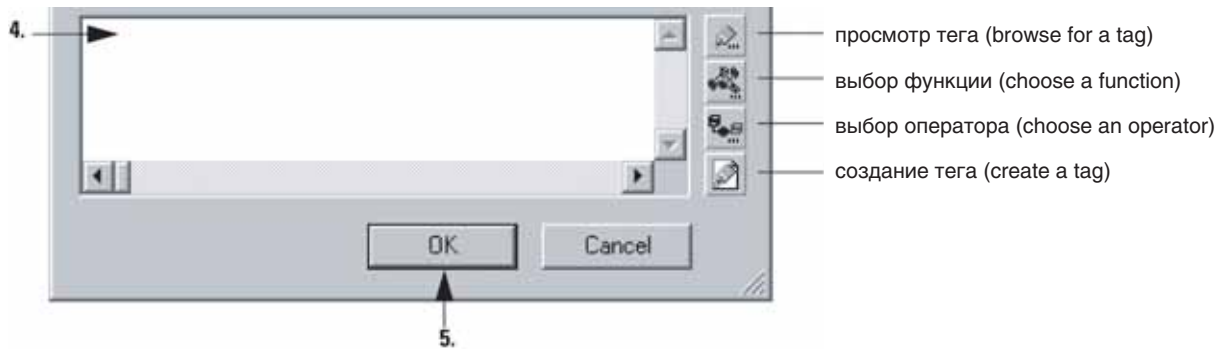 4.
просмотр тега (browse for a tag)
выбор функции (choose a function)
выбор оператора (choose an operator)
создание тега (create a tag)
OK
Cancel
5.